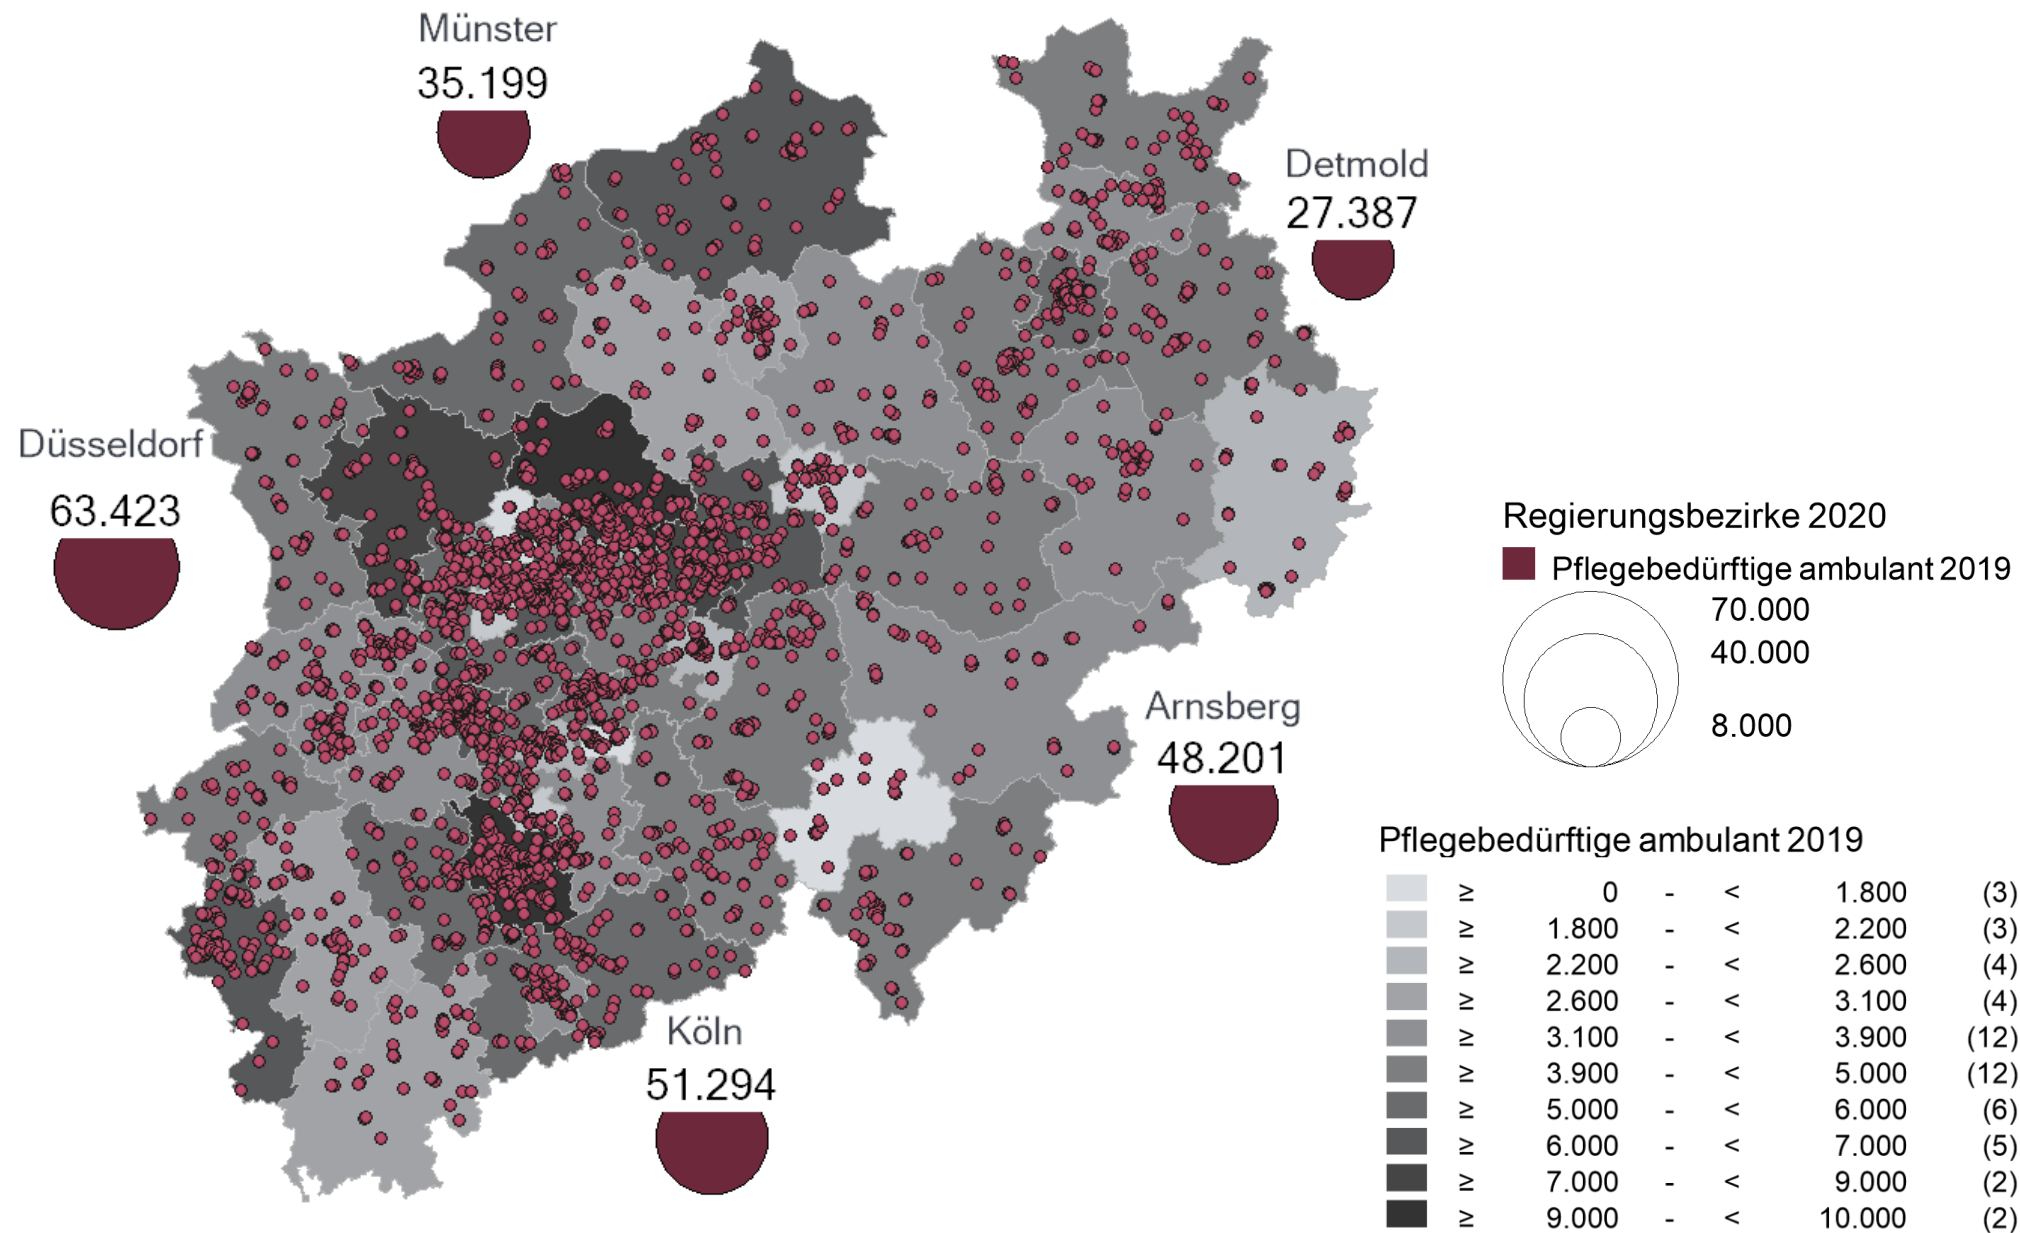 Münster
35.199
Detmold
27.387
Düsseldorf
63.423
Arnsberg
48.201
Köln
51.294
Regierungsbezirke 2020
Pflegebedürftige ambulant 2019
70.000
40.000
8.000
Pflegebedürftige ambulant 2019
≥ 0 - < 1.800 (3)
≥ 1.800 - < 2.200 (3)
≥ 2.200 - < 2.600 (4)
≥ 2.600 - < 3.100 (4)
≥ 3.100 - < 3.900 (12)
≥ 3.900 - < 5.000 (12)
≥ 5.000 - < 6.000 (6)
≥ 6.000 - < 7.000 (5)
≥ 7.000 - < 9.000 (2)
≥ 9.000 - < 10.000 (2)